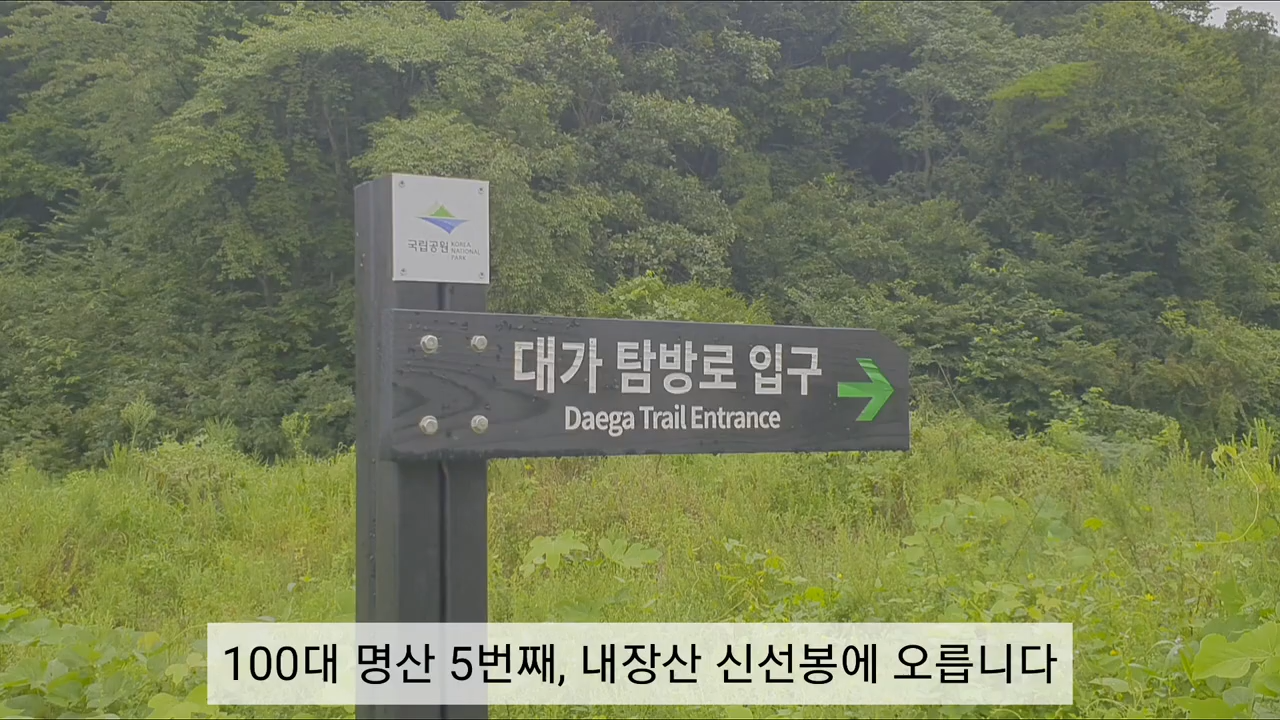 국립공원 KOREA
NATIONAL
PARK
대가 탐방로 입구
Daega Trail Entrance
100대 명산 5번째, 내장산 신선봉에 오릅니다